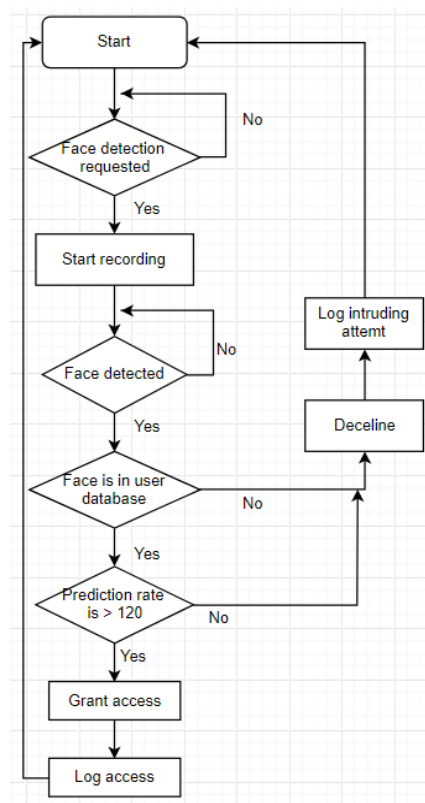 Start
No
Face detection
requested
Yes
Start recording
Log intruding
attemt
No
Face detected
Yes
Deceline
Face is in user
database
No
Yes
Prediction rate
is > 120
No
Yes
Grant access
Log access